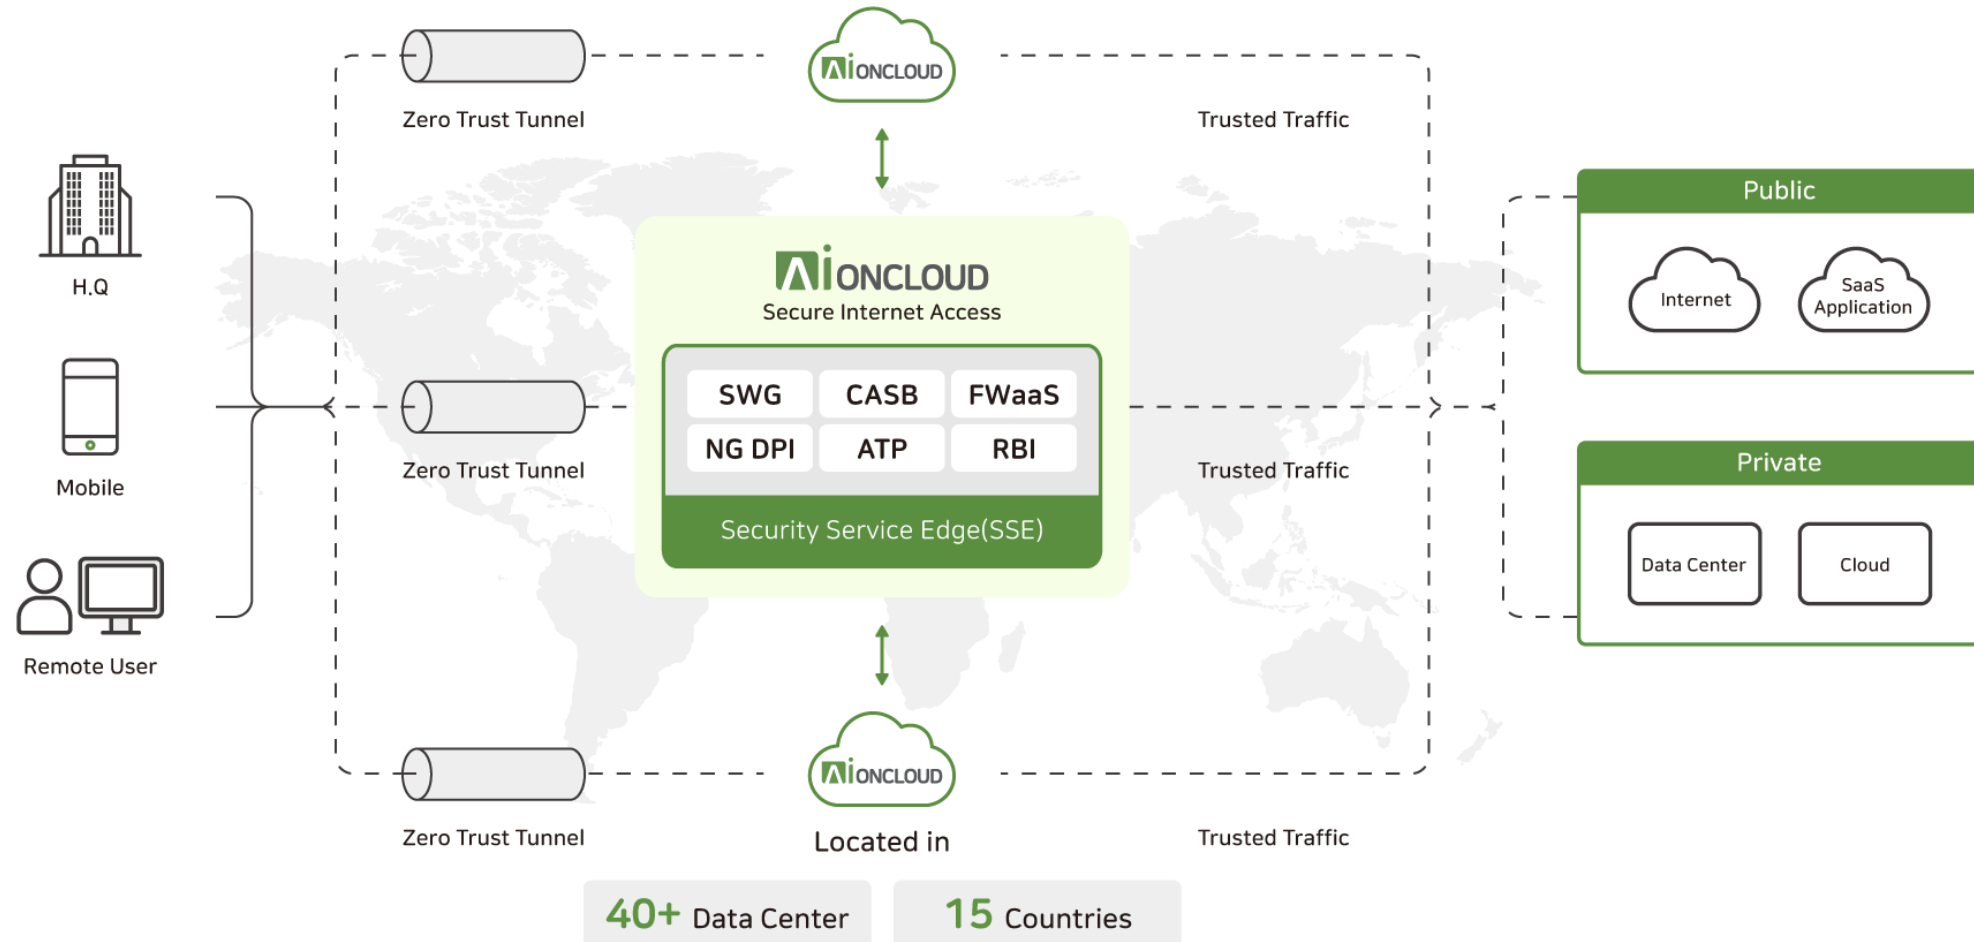 AiONCLOUD
Zero Trust Tunnel
Trusted Traffic
H.Q
Mobile
Remote User
AiONCLOUD
Secure Internet Access
SWG
CASB
FWaaS
NG DPI
ATP
RBI
Security Service Edge(SSE)
Zero Trust Tunnel
Trusted Traffic
Public
Internet
SaaS
Application
Private
Data Center
Cloud
AiONCLOUD
Zero Trust Tunnel
Located in
Trusted Traffic
40+ Data Center
15 Countries